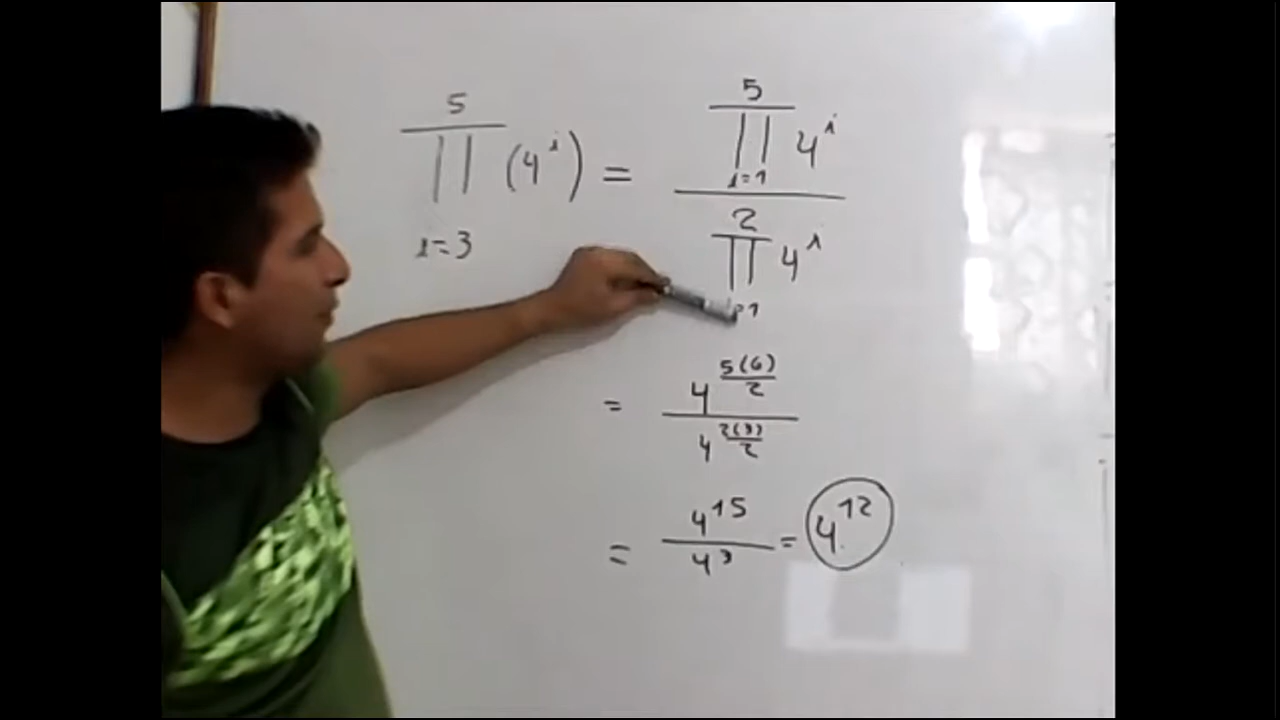 5 5
∏ (4^i) = ∏ 4^i
i=3 i=1
2
∏ 4^i
=1
= 4^(5(6)/2)
4^(2(3)/2)
= 4^15 / 4^3 = 4^12